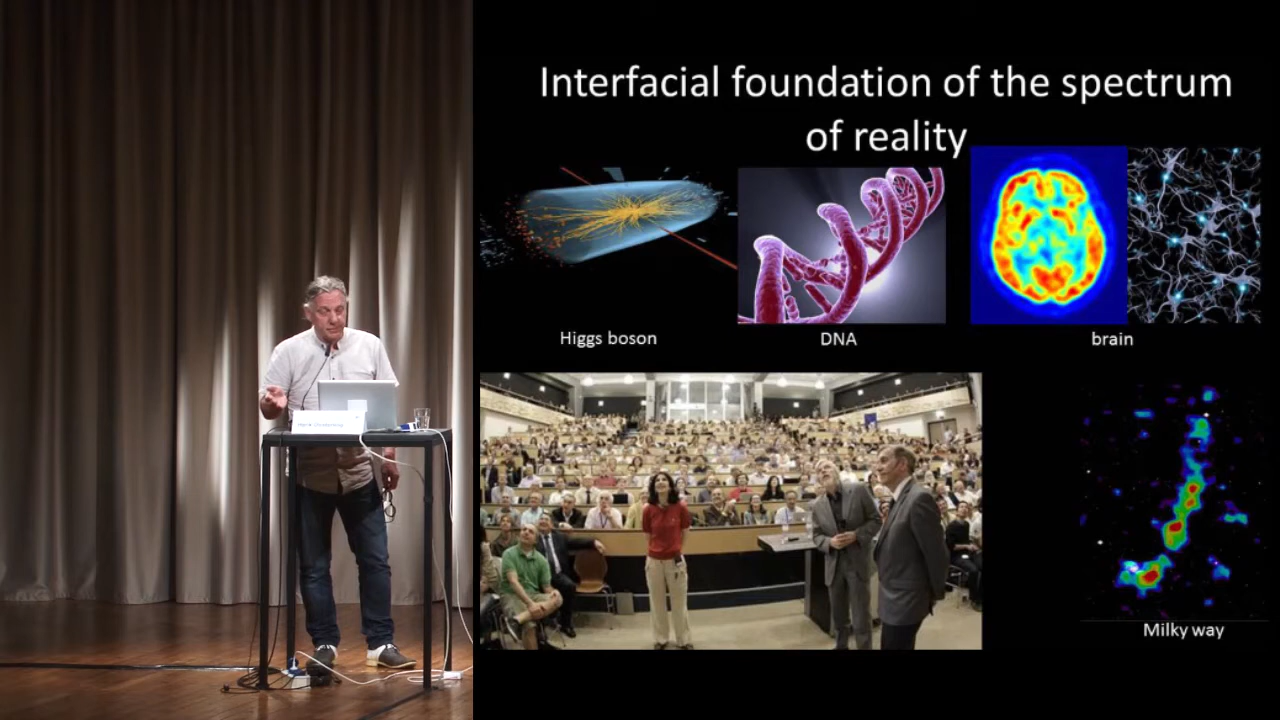 Interfacial foundation of the spectrum
of reality
Higgs boson
DNA
brain
Milky way